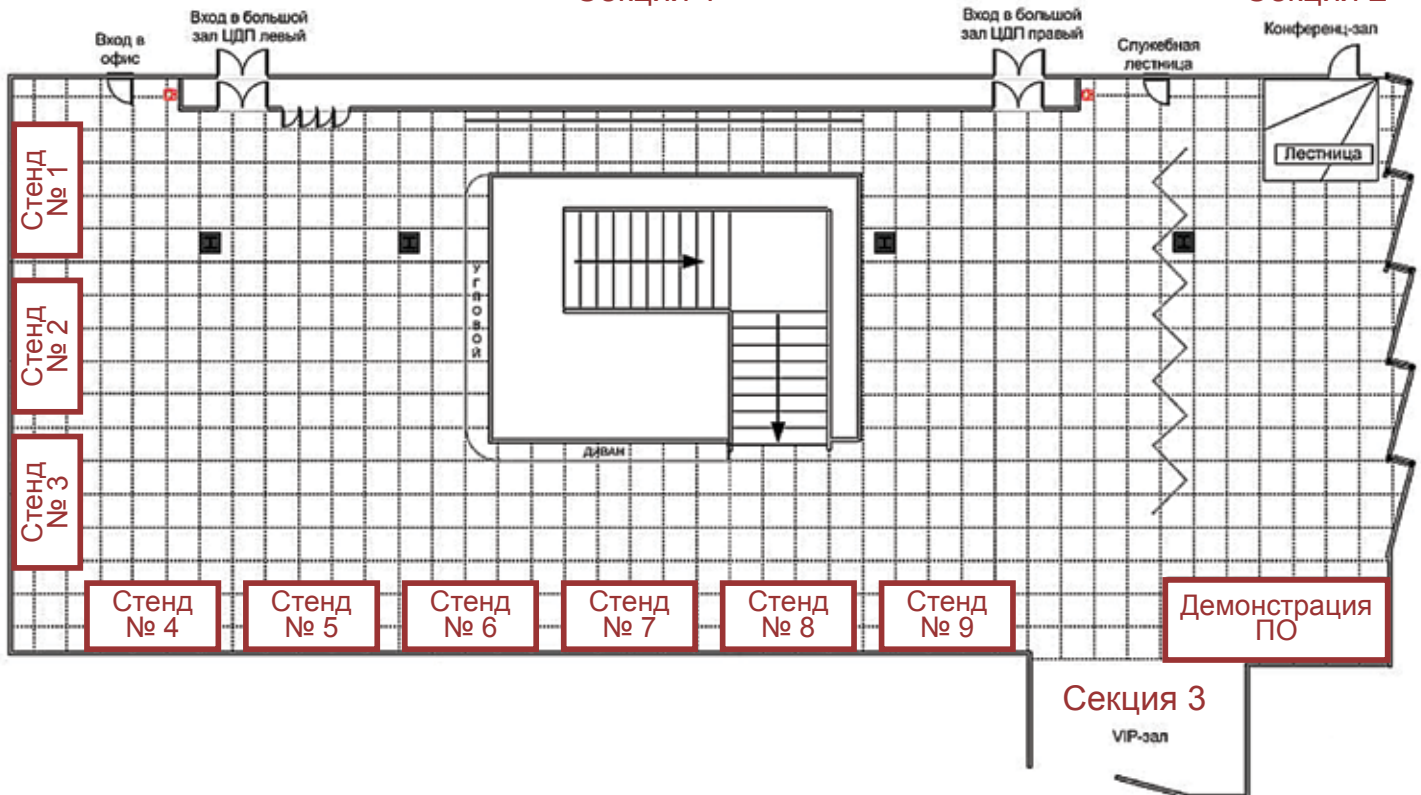 Вход в большой
зал ЦДП левый
Вход в большой
зал ЦДП правый
Конференц-зал
Вход в
офис
Служебная
лестница
Стенд
№ 1
Лестница
Стенд
№ 2
УГЛОВОЙ
Стенд
№ 3
ДИВАН
Стенд
№ 4
Стенд
№ 5
Стенд
№ 6
Стенд
№ 7
Стенд
№ 8
Стенд
№ 9
Демонстрация
ПО
Секция 3
VIP-зал